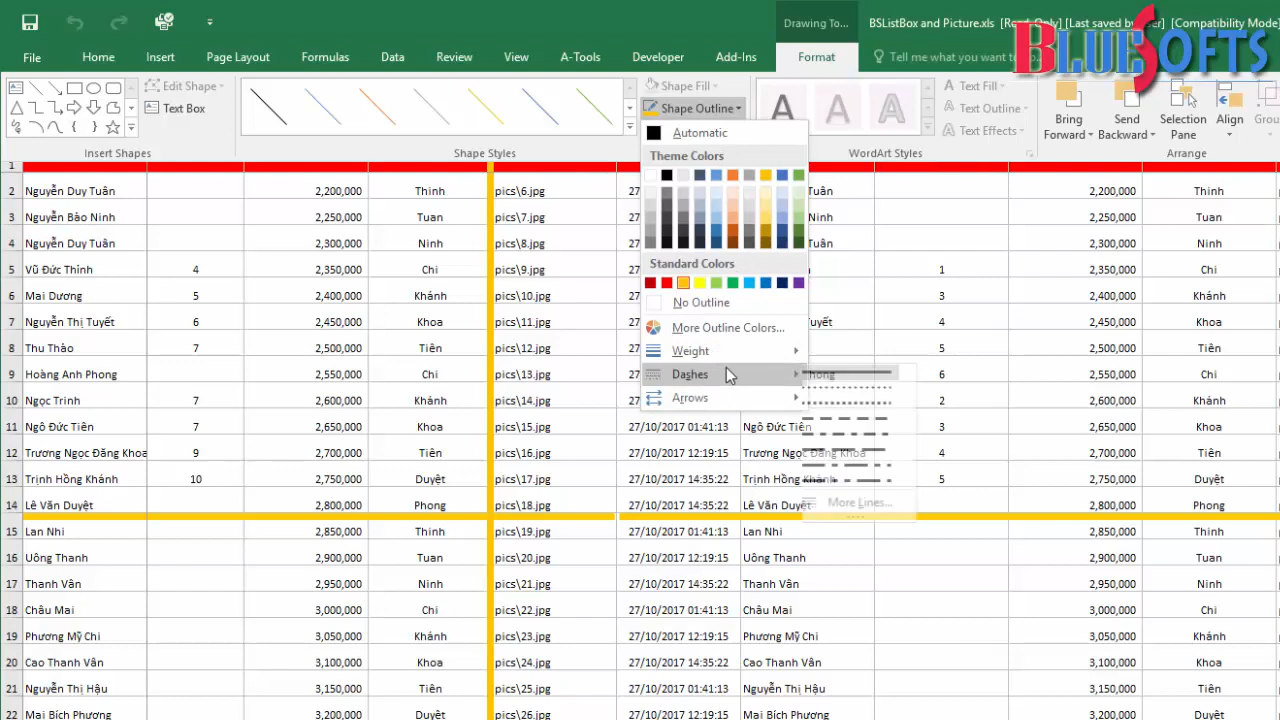 Drawing To...
BSListBox and Picture.xls [Read-Only] [Last saved by user] [Compatibility Mode]
BLUESOFTS
File Home Insert Page Layout Formulas Data Review View A-Tools Developer Add-Ins Format Tell me what you want to do...
Edit Shape
Text Box
Shape Fill
Shape Outline
A A A
Text Fill
Text Outline
Text Effects
Bring Forward
Send Backward
Selection Pane
Align
Grou
Insert Shapes Shape Styles WordArt Styles Arrange
Automatic
Theme Colors
Standard Colors
No Outline
More Outline Colors...
Weight
Dashes
Arrows
More Lines...
1
2 Nguyễn Duy Tuân 2,200,000 Thinh pics\6.jpg 27 Tuân 2,200,000 Thinh
3 Nguyễn Bảo Ninh 2,250,000 Tuan pics\7.jpg 27 Ninh 2,250,000 Tuan
4 Nguyễn Duy Tuân 2,300,000 Ninh pics\8.jpg 27 Tuân 2,300,000 Ninh
5 Vũ Đức Thỉnh 4 2,350,000 Chi pics\9.jpg 27 1 2,350,000 Chi
6 Mai Dương 5 2,400,000 Khánh pics\10.jpg 27 3 2,400,000 Khánh
7 Nguyễn Thị Tuyết 6 2,450,000 Khoa pics\11.jpg 27 uyết 4 2,450,000 Khoa
8 Thu Thảo 7 2,500,000 Tiên pics\12.jpg 27 5 2,500,000 Tiên
9 Hoàng Anh Phong 2,550,000 Chi pics\13.jpg 27 hong 6 2,550,000 Chi
10 Ngọc Trinh 7 2,600,000 Khánh pics\14.jpg 27 2 2,600,000 Khánh
11 Ngô Đức Tiên 7 2,650,000 Khoa pics\15.jpg 27/10/2017 01:41:13 Ngô Đức Tiên 3 2,650,000 Khoa
12 Trương Ngọc Đăng Khoa 9 2,700,000 Tiên pics\16.jpg 27/10/2017 12:19:15 Trương Ngọc Đăng Khoa 4 2,700,000 Tiên
13 Trịnh Hồng Khánh 10 2,750,000 Duyệt pics\17.jpg 27/10/2017 14:35:22 Trịnh Hồng Khánh 5 2,750,000 Duyệt
14 Lê Văn Duyệt 2,800,000 Phong pics\18.jpg 27/10/2017 14:35:22 Lê Văn Duyệt 2,800,000 Phong
15 Lan Nhi 2,850,000 Thinh pics\19.jpg 27/10/2017 01:41:13 Lan Nhi 2,850,000 Thinh
16 Uông Thanh 2,900,000 Tuan pics\20.jpg 27/10/2017 12:19:15 Uông Thanh 2,900,000 Tuan
17 Thanh Vân 2,950,000 Ninh pics\21.jpg 27/10/2017 14:35:22 Thanh Vân 2,950,000 Ninh
18 Châu Mai 3,000,000 Chi pics\22.jpg 27/10/2017 01:41:13 Châu Mai 3,000,000 Chi
19 Phương Mỹ Chi 3,050,000 Khánh pics\23.jpg 27/10/2017 12:19:15 Phương Mỹ Chi 3,050,000 Khánh
20 Cao Thanh Vân 3,100,000 Khoa pics\24.jpg 27/10/2017 14:35:22 Cao Thanh Vân 3,100,000 Khoa
21 Nguyễn Thị Hậu 3,150,000 Tiên pics\25.jpg 27/10/2017 01:41:13 Nguyễn Thị Hậu 3,150,000 Tiên
22 Mai Bích Phương 3,200,000 Duyệt pics\26.jpg 27/10/2017 12:19:15 Mai Bích Phương 3,200,000 Duyệt